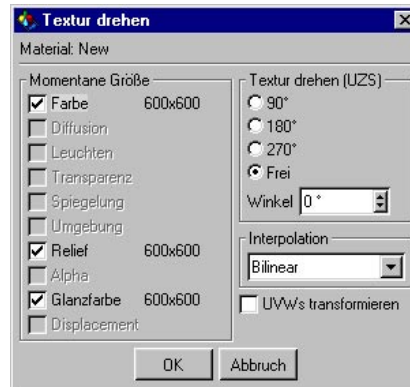 Textur drehen
Material: New
Momentane Größe
Farbe 600x600
Diffusion
Leuchten
Transparenz
Spiegelung
Umgebung
Relief 600x600
Alpha
Glanzfarbe 600x600
Displacement
Textur drehen (UZS)
90°
180°
270°
Frei
Winkel 0 °
Interpolation
Bilinear
UVWs transformieren
OK
Abbruch